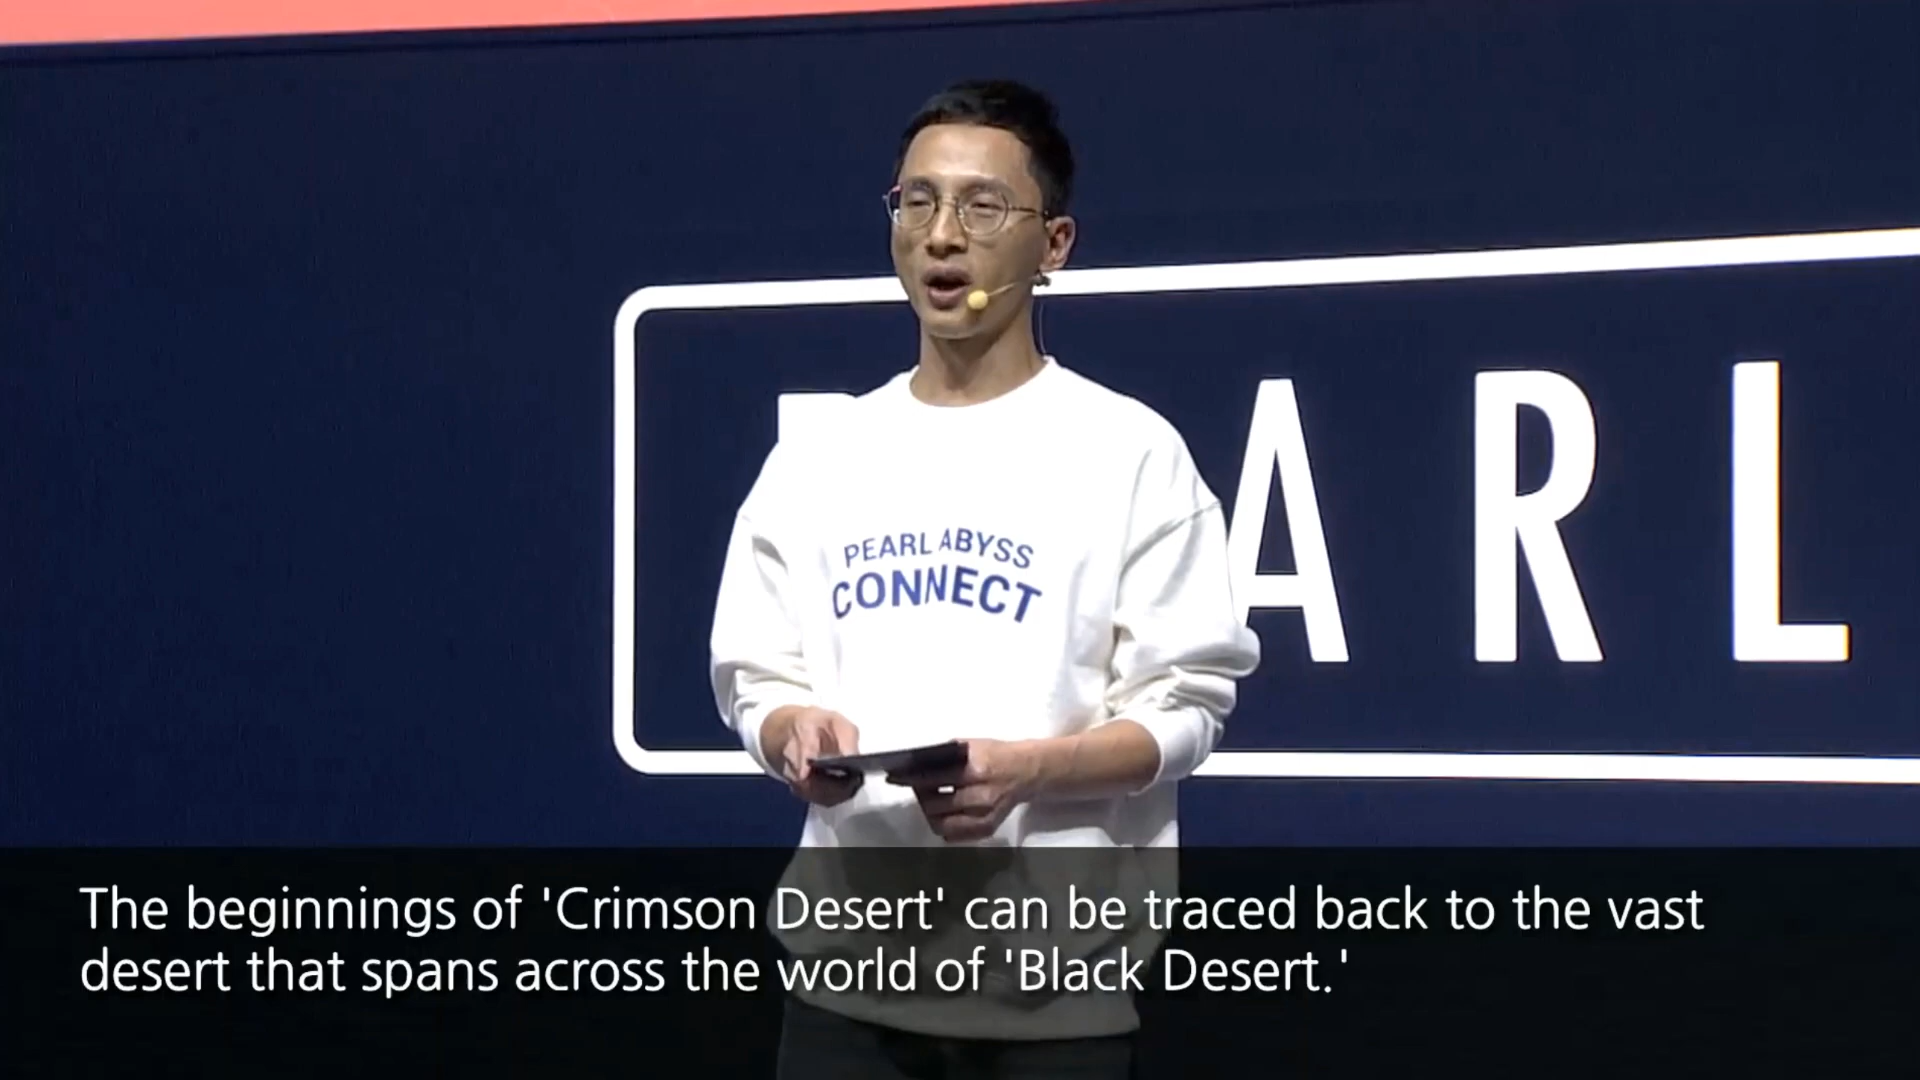 ARL
PEARL ABYSS
CONNECT
The beginnings of 'Crimson Desert' can be traced back to the vast
desert that spans across the world of 'Black Desert.'